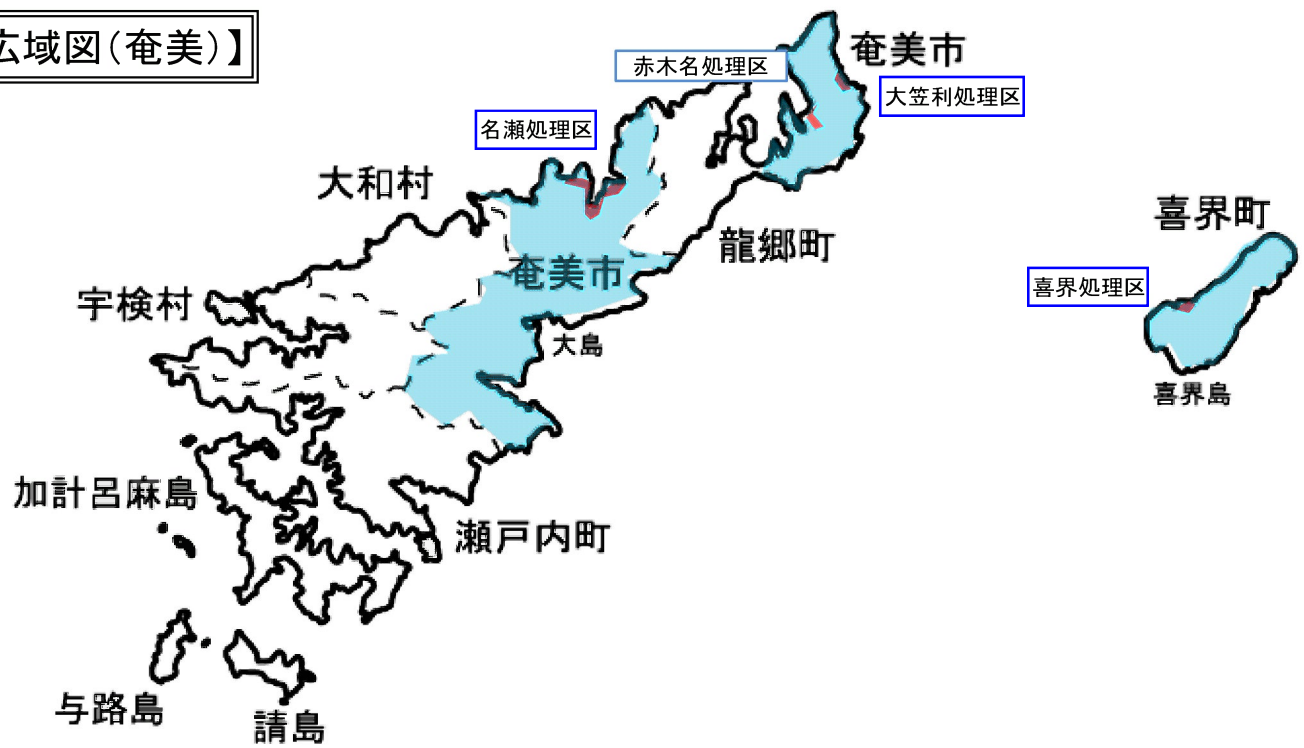 広域図(奄美)】
奄美市
赤木名処理区
大笠利処理区
名瀬処理区
大和村
喜界町
龍郷町
奄美市
喜界処理区
宇検村
大島
喜界島
加計呂麻島
瀬戸内町
与路島
請島